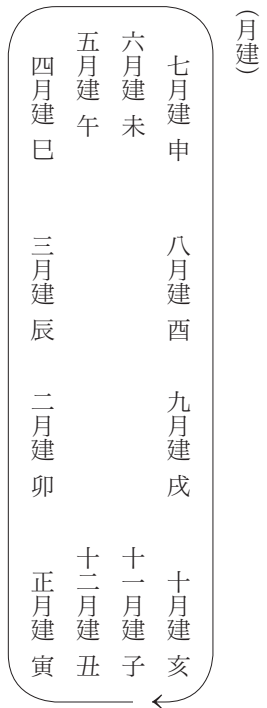 (月建)
七月建 申 八月建 酉 九月建 戌 十月建 亥
六月建 未 十一月建 子
五月建 午 十二月建 丑
四月建 巳 三月建 辰 二月建 卯 正月建 寅